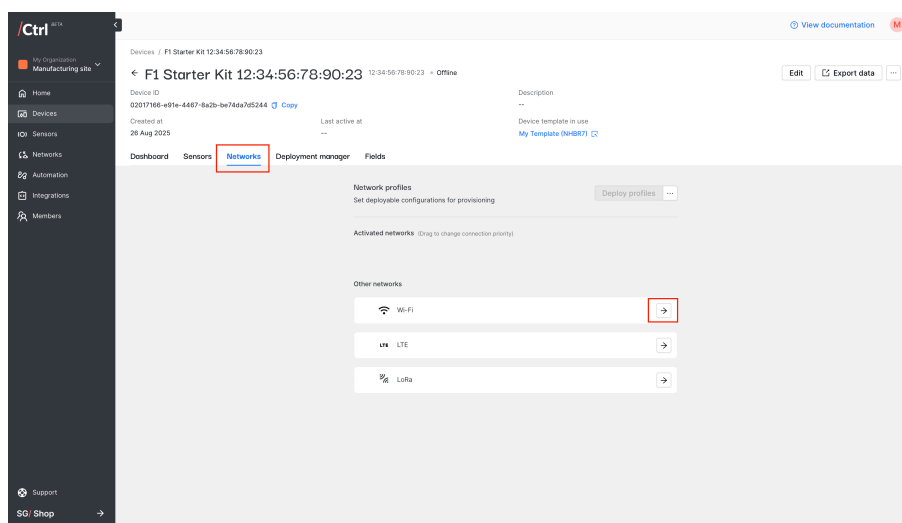 /Ctrl BETA
View documentation
M
My Organization
Manufacturing site
Home
Devices
Sensors
Networks
Automation
Integrations
Members
Support
SG/ Shop
Devices / F1 Starter Kit 12:34:56:78:90:23
F1 Starter Kit 12:34:56:78:90:23 12:34:56:78:90:23 Offline
Edit Export data
Device ID
Description
02017166-e91e-4467-8a2b-be74da7d5244 Copy
--
Created at Last active at Device template in use
26 Aug 2025 -- My Template (NHBR7)
Dashboard Sensors Networks Deployment manager Fields
Network profiles
Set deployable configurations for provisioning
Deploy profiles
Activated networks (Drag to change connection priority)
Other networks
Wi-Fi
LTE LTE
LoRa